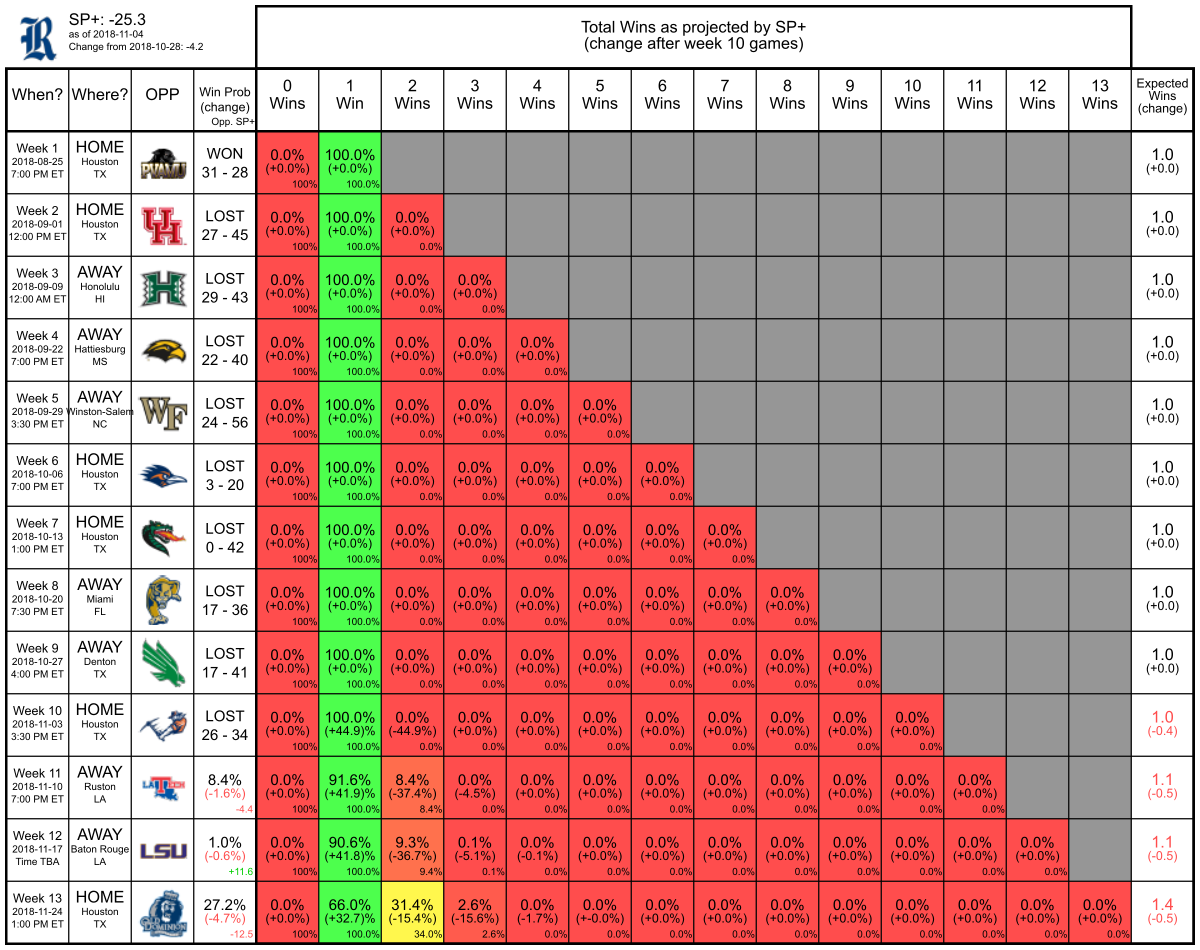 SP+: -25.3
as of 2018-11-04
Change from 2018-10-28: -4.2
Total Wins as projected by SP+
(change after week 10 games)
When? Where? OPP Win Prob (change) Opp. SP+ 0 Wins 1 Win 2 Wins 3 Wins 4 Wins 5 Wins 6 Wins 7 Wins 8 Wins 9 Wins 10 Wins 11 Wins 12 Wins 13 Wins Expected Wins (change)
Week 1 HOME PVAMU WON 0.0% 100.0% 1.0
2018-08-25 Houston (+0.0%) (+0.0%) (+0.0)
7:00 PM ET TX 31 - 28 100% 100.0%
Week 2 HOME UH LOST 0.0% 100.0% 0.0% 1.0
2018-09-01 Houston (+0.0%) (+0.0%) (+0.0%) (+0.0)
12:00 PM ET TX 27 - 45 100% 100.0% 0.0%
Week 3 AWAY H LOST 0.0% 100.0% 0.0% 0.0% 1.0
2018-09-09 Honolulu (+0.0%) (+0.0%) (+0.0%) (+0.0%) (+0.0)
12:00 AM ET HI 29 - 43 100% 100.0% 0.0% 0.0%
Week 4 AWAY LOST 0.0% 100.0% 0.0% 0.0% 0.0% 1.0
2018-09-22 Hattiesburg (+0.0%) (+0.0%) (+0.0%) (+0.0%) (+0.0%) (+0.0)
7:00 PM ET MS 22 - 40 100% 100.0% 0.0% 0.0% 0.0%
Week 5 AWAY WF LOST 0.0% 100.0% 0.0% 0.0% 0.0% 0.0% 1.0
2018-09-29 Winston-Salem (+0.0%) (+0.0%) (+0.0%) (+0.0%) (+0.0%) (+0.0%) (+0.0)
3:30 PM ET NC 24 - 56 100% 100.0% 0.0% 0.0% 0.0% 0.0%
Week 6 HOME LOST 0.0% 100.0% 0.0% 0.0% 0.0% 0.0% 0.0% 1.0
2018-10-06 Houston (+0.0%) (+0.0%) (+0.0%) (+0.0%) (+0.0%) (+0.0%) (+0.0%) (+0.0)
7:00 PM ET TX 3 - 20 100% 100.0% 0.0% 0.0% 0.0% 0.0% 0.0%
Week 7 HOME LOST 0.0% 100.0% 0.0% 0.0% 0.0% 0.0% 0.0% 0.0% 1.0
2018-10-13 Houston (+0.0%) (+0.0%) (+0.0%) (+0.0%) (+0.0%) (+0.0%) (+0.0%) (+0.0%) (+0.0)
1:00 PM ET TX 0 - 42 100% 100.0% 0.0% 0.0% 0.0% 0.0% 0.0% 0.0%
Week 8 AWAY LOST 0.0% 100.0% 0.0% 0.0% 0.0% 0.0% 0.0% 0.0% 0.0% 1.0
2018-10-20 Miami (+0.0%) (+0.0%) (+0.0%) (+0.0%) (+0.0%) (+0.0%) (+0.0%) (+0.0%) (+0.0%) (+0.0)
7:30 PM ET FL 17 - 36 100% 100.0% 0.0% 0.0% 0.0% 0.0% 0.0% 0.0% 0.0%
Week 9 AWAY LOST 0.0% 100.0% 0.0% 0.0% 0.0% 0.0% 0.0% 0.0% 0.0% 0.0% 1.0
2018-10-27 Denton (+0.0%) (+0.0%) (+0.0%) (+0.0%) (+0.0%) (+0.0%) (+0.0%) (+0.0%) (+0.0%) (+0.0%) (+0.0)
4:00 PM ET TX 17 - 41 100% 100.0% 0.0% 0.0% 0.0% 0.0% 0.0% 0.0% 0.0% 0.0%
Week 10 HOME LOST 0.0% 100.0% 0.0% 0.0% 0.0% 0.0% 0.0% 0.0% 0.0% 0.0% 0.0% 1.0
2018-11-03 Houston (+0.0%) (+44.9)% (-44.9%) (+0.0%) (+0.0%) (+0.0%) (+0.0%) (+0.0%) (+0.0%) (+0.0%) (+0.0%) (-0.4)
3:30 PM ET TX 26 - 34 100% 100.0% 0.0% 0.0% 0.0% 0.0% 0.0% 0.0% 0.0% 0.0% 0.0%
Week 11 AWAY LA TECH 8.4% 0.0% 91.6% 8.4% 0.0% 0.0% 0.0% 0.0% 0.0% 0.0% 0.0% 0.0% 0.0% 1.1
2018-11-10 Ruston (-1.6%) (+0.0%) (+41.9)% (-37.4%) (-4.5%) (+0.0%) (+0.0%) (+0.0%) (+0.0%) (+0.0%) (+0.0%) (+0.0%) (+0.0%) (-0.5)
7:00 PM ET LA -4.4 100% 100.0% 8.4% 0.0% 0.0% 0.0% 0.0% 0.0% 0.0% 0.0% 0.0% 0.0%
Week 12 AWAY LSU 1.0% 0.0% 90.6% 9.3% 0.1% 0.0% 0.0% 0.0% 0.0% 0.0% 0.0% 0.0% 0.0% 0.0% 1.1
2018-11-17 Baton Rouge (-0.6%) (+0.0%) (+41.8)% (-36.7%) (-5.1%) (-0.1%) (+0.0%) (+0.0%) (+0.0%) (+0.0%) (+0.0%) (+0.0%) (+0.0%) (+0.0%) (-0.5)
Time TBA LA +11.6 100% 100.0% 9.4% 0.1% 0.0% 0.0% 0.0% 0.0% 0.0% 0.0% 0.0% 0.0% 0.0%
Week 13 HOME OLD DOMINION 27.2% 0.0% 66.0% 31.4% 2.6% 0.0% 0.0% 0.0% 0.0% 0.0% 0.0% 0.0% 0.0% 0.0% 0.0% 1.4
2018-11-24 Houston (-4.7%) (+0.0%) (+32.7)% (-15.4%) (-15.6%) (-1.7%) (+-0.0%) (+0.0%) (+0.0%) (+0.0%) (+0.0%) (+0.0%) (+0.0%) (+0.0%) (+0.0%) (-0.5)
1:00 PM ET TX -12.5 100% 100.0% 34.0% 2.6% 0.0% 0.0% 0.0% 0.0% 0.0% 0.0% 0.0% 0.0% 0.0% 0.0%